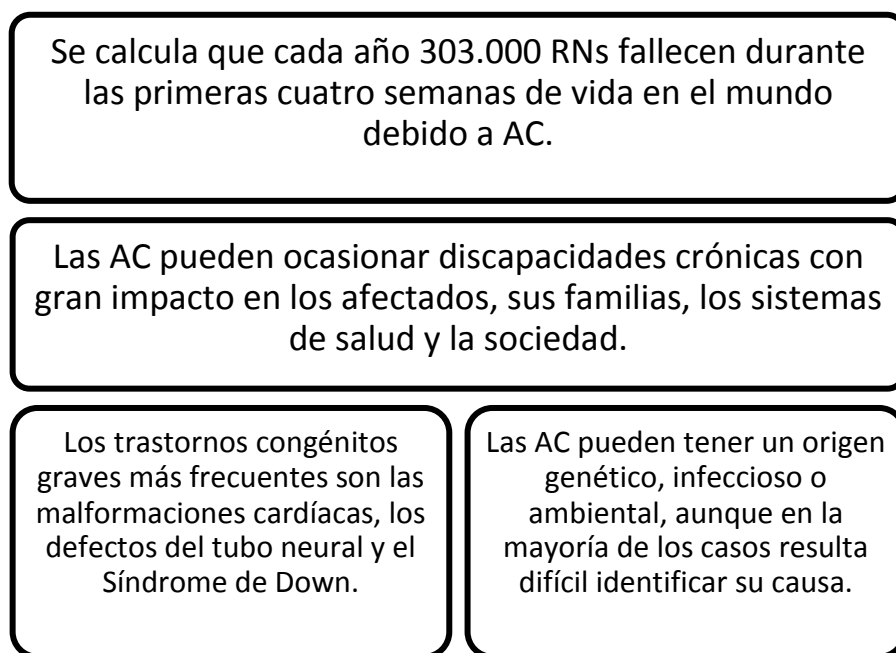 Se calcula que cada año 303.000 RNs fallecen durante
las primeras cuatro semanas de vida en el mundo
debido a AC.
Las AC pueden ocasionar discapacidades crónicas con
gran impacto en los afectados, sus familias, los sistemas
de salud y la sociedad.
Los trastornos congénitos
graves más frecuentes son las
malformaciones cardíacas, los
defectos del tubo neural y el
Síndrome de Down.
Las AC pueden tener un origen
genético, infeccioso o
ambiental, aunque en la
mayoría de los casos resulta
difícil identificar su causa.